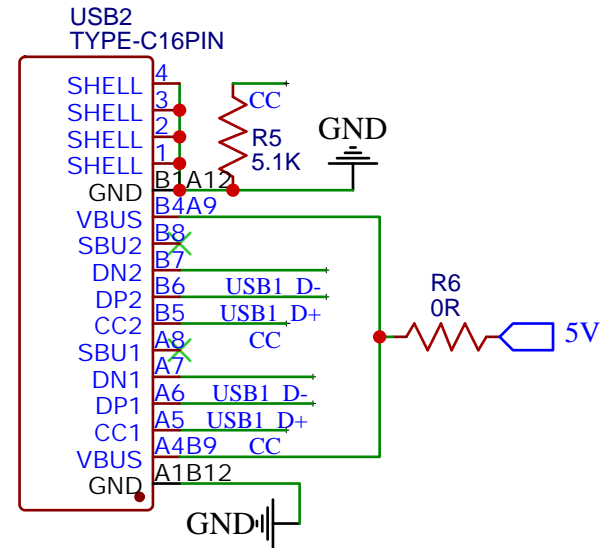 USB2
TYPE-C16PIN
SHELL 4
SHELL 3
SHELL 2
SHELL 1
GND B1A12
VBUS B4A9
SBU2 B8
DN2 B7
DP2 B6 USB1_D-
CC2 B5 USB1_D+
SBU1 A8 CC
DN1 A7
DP1 A6 USB1_D-
CC1 A5 USB1_D+
VBUS A4B9 CC
GND A1B12
CC
R5
5.1K
GND
R6
0R
5V
GND